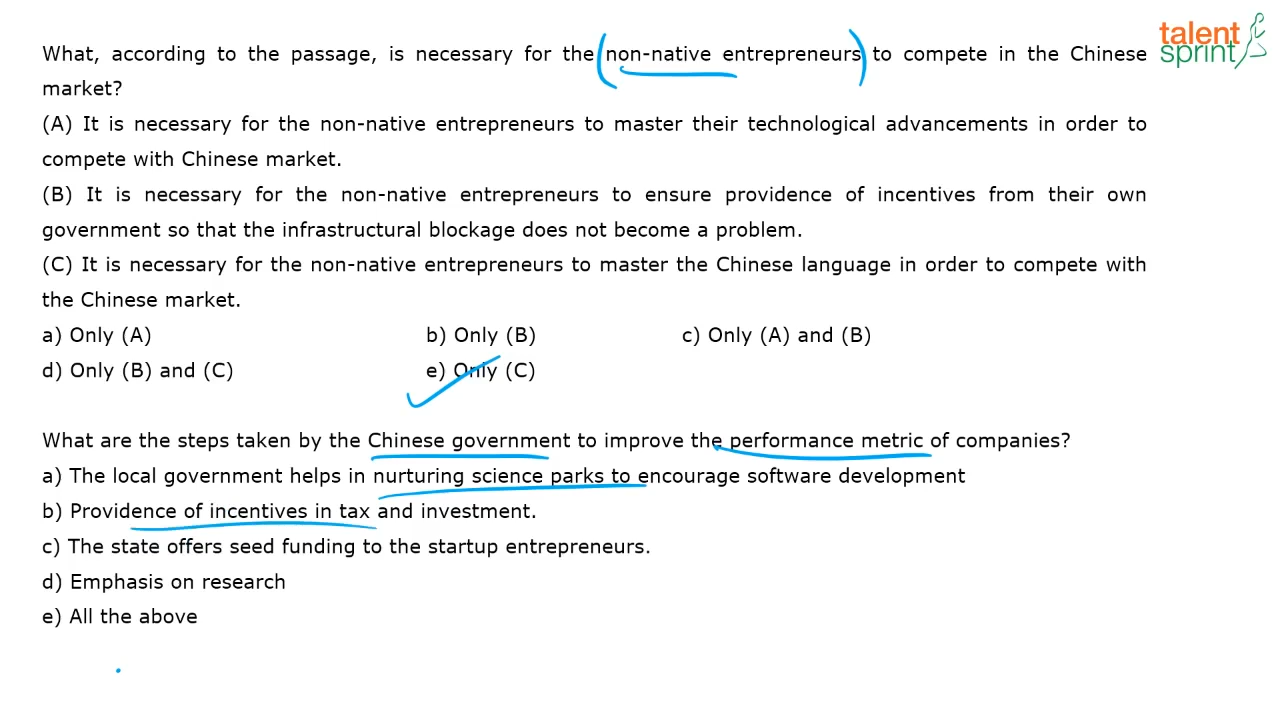 talent
sprint
What, according to the passage, is necessary for the non-native entrepreneurs to compete in the Chinese
market?
(A) It is necessary for the non-native entrepreneurs to master their technological advancements in order to
compete with Chinese market.
(B) It is necessary for the non-native entrepreneurs to ensure providence of incentives from their own
government so that the infrastructural blockage does not become a problem.
(C) It is necessary for the non-native entrepreneurs to master the Chinese language in order to compete with
the Chinese market.
a) Only (A) b) Only (B) c) Only (A) and (B)
d) Only (B) and (C) e) Only (C)
What are the steps taken by the Chinese government to improve the performance metric of companies?
a) The local government helps in nurturing science parks to encourage software development
b) Providence of incentives in tax and investment.
c) The state offers seed funding to the startup entrepreneurs.
d) Emphasis on research
e) All the above